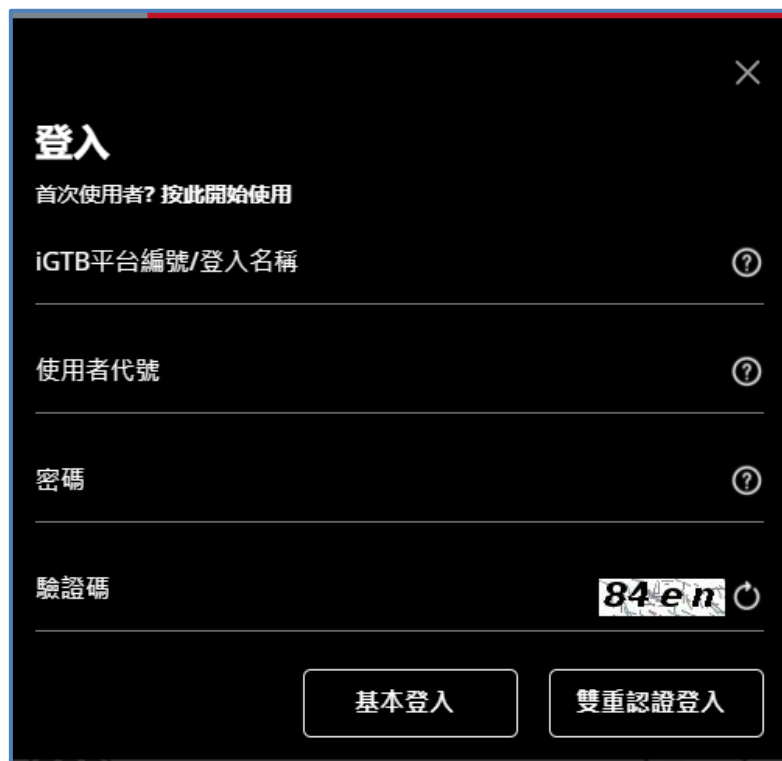 登入
首次使用者? 按此開始使用
iGTB平台編號/登入名稱
使用者代號
密碼
驗證碼 84en
基本登入 雙重認證登入